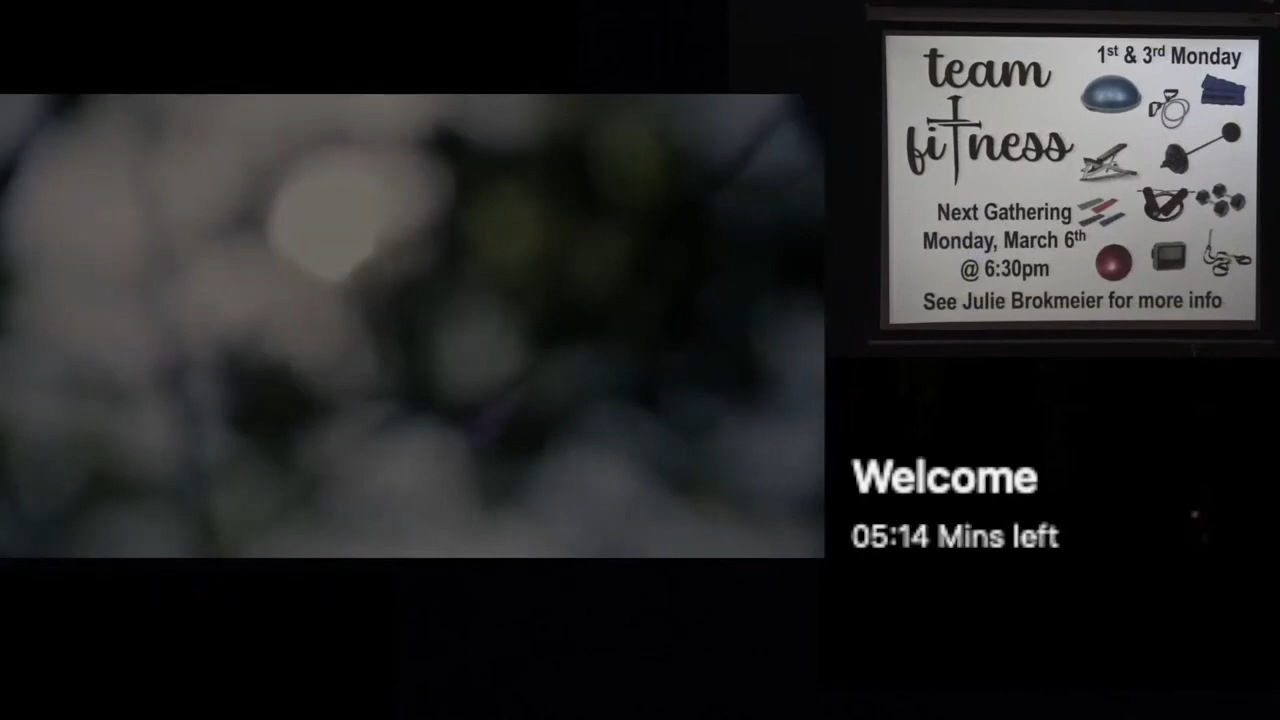 team
fitness
1st & 3rd Monday
Next Gathering
Monday, March 6th
@ 6:30pm
See Julie Brokmeier for more info
Welcome
05:14 Mins left